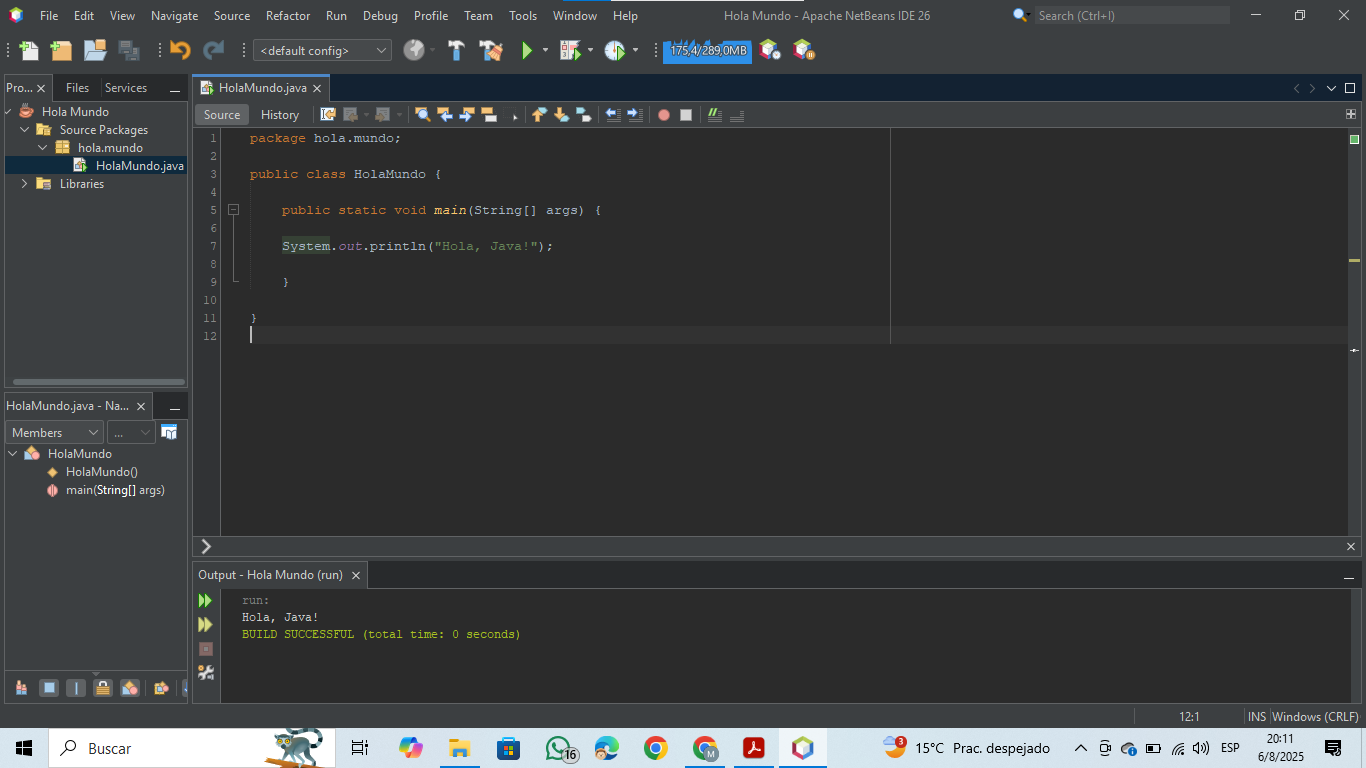 File Edit View Navigate Source Refactor Run Debug Profile Team Tools Window Help
Hola Mundo - Apache NetBeans IDE 26
Search (Ctrl+I)
<default config>
175,4/289,0MB
Pro... Files Services
Hola Mundo
Source Packages
hola.mundo
HolaMundo.java
Libraries
HolaMundo.java
Source History
1 package hola.mundo;
2
3 public class HolaMundo {
4
5 public static void main(String[] args) {
6
7 System.out.println("Hola, Java!");
8
9 }
10
11 }
12
HolaMundo.java - Na...
Members ...
HolaMundo
HolaMundo()
main(String[] args)
Output - Hola Mundo (run)
run:
Hola, Java!
BUILD SUCCESSFUL (total time: 0 seconds)
12:1 INS Windows (CRLF)
Buscar
16
M
3
15°C Prac. despejado
ESP
20:11
6/8/2025